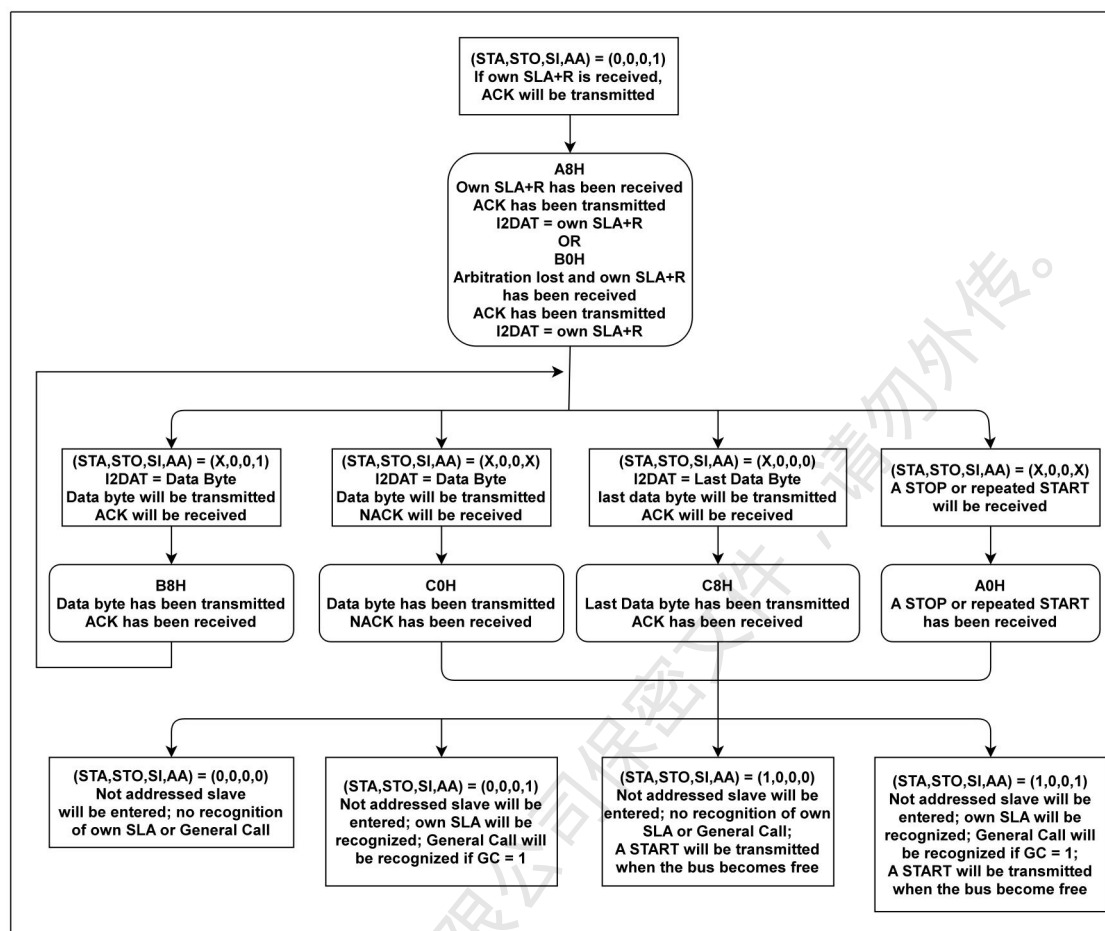 (STA,STO,SI,AA) = (0,0,0,1)
If own SLA+R is received,
ACK will be transmitted
A8H
Own SLA+R has been received
ACK has been transmitted
I2DAT = own SLA+R
OR
B0H
Arbitration lost and own SLA+R
has been received
ACK has been transmitted
I2DAT = own SLA+R
(STA,STO,SI,AA) = (X,0,0,1)
I2DAT = Data Byte
Data byte will be transmitted
ACK will be received
(STA,STO,SI,AA) = (X,0,0,X)
I2DAT = Data Byte
Data byte will be transmitted
NACK will be received
(STA,STO,SI,AA) = (X,0,0,0)
I2DAT = Last Data Byte
last data byte will be transmitted
ACK will be received
(STA,STO,SI,AA) = (X,0,0,X)
A STOP or repeated START
will be received
B8H
Data byte has been transmitted
ACK has been received
C0H
Data byte has been transmitted
NACK has been received
C8H
Last Data byte has been transmitted
ACK has been received
A0H
A STOP or repeated START
has been received
(STA,STO,SI,AA) = (0,0,0,0)
Not addressed slave
will be entered; no recognition
of own SLA or General Call
(STA,STO,SI,AA) = (0,0,0,1)
Not addressed slave will be
entered; own SLA will be
recognized; General Call will
be recognized if GC = 1
(STA,STO,SI,AA) = (1,0,0,0)
Not addressed slave will be
entered; no recognition of own
SLA or General Call;
A START will be transmitted
when the bus becomes free
(STA,STO,SI,AA) = (1,0,0,1)
Not addressed slave will be
entered; own SLA will be
recognized; General Call will
be recognized if GC = 1;
A START will be transmitted
when the bus become free
限公司保密文件，请勿外传。